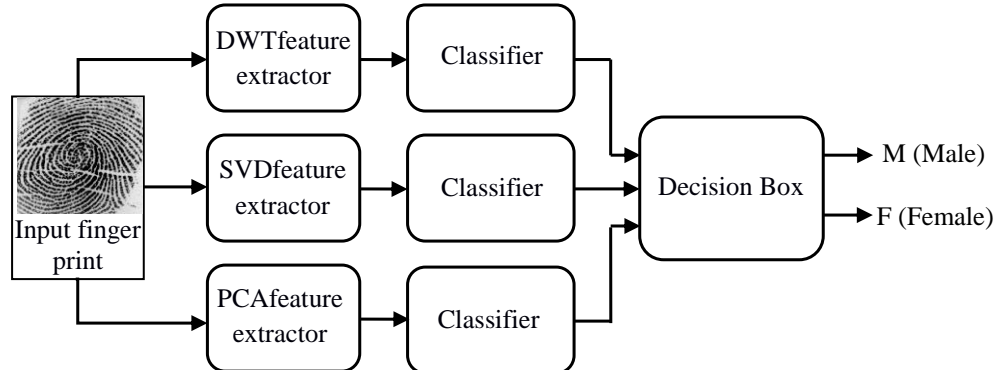 DWTfeature
extractor
Classifier
Input finger
print
SVDfeature
extractor
Classifier
Decision Box
M (Male)
F (Female)
PCAfeature
extractor
Classifier